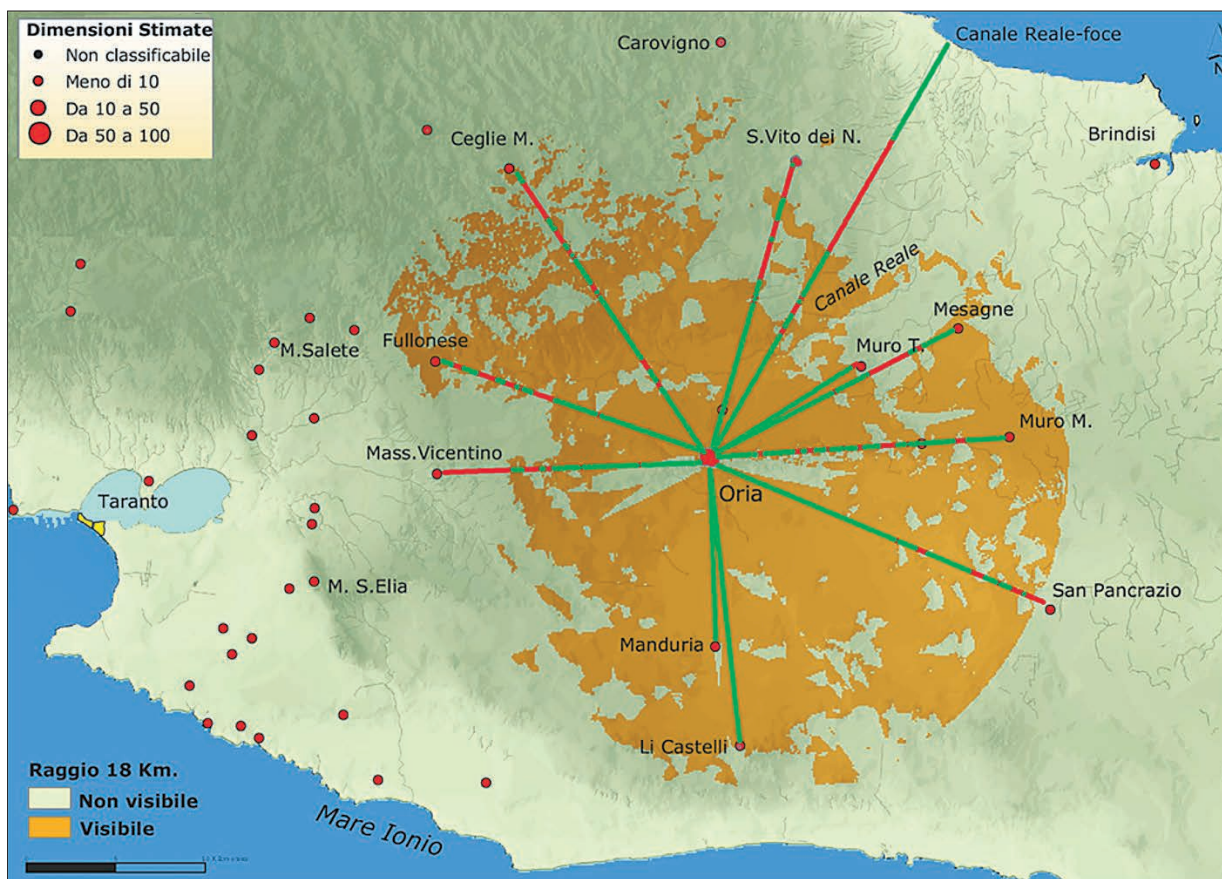 Dimensioni Stimate
Non classificabile
Meno di 10
Da 10 a 50
Da 50 a 100
Carovigno
Canale Reale-foce
N
Ceglie M.
S.Vito dei N.
Brindisi
Canale Reale
Mesagne
M.Salete
Fullonese
Muro T.
Muro M.
Mass.Vicentino
Taranto
Oria
M. S.Elia
San Pancrazio
Manduria
Li Castelli
Raggio 18 Km.
Non visibile
Visibile
Mare Ionio